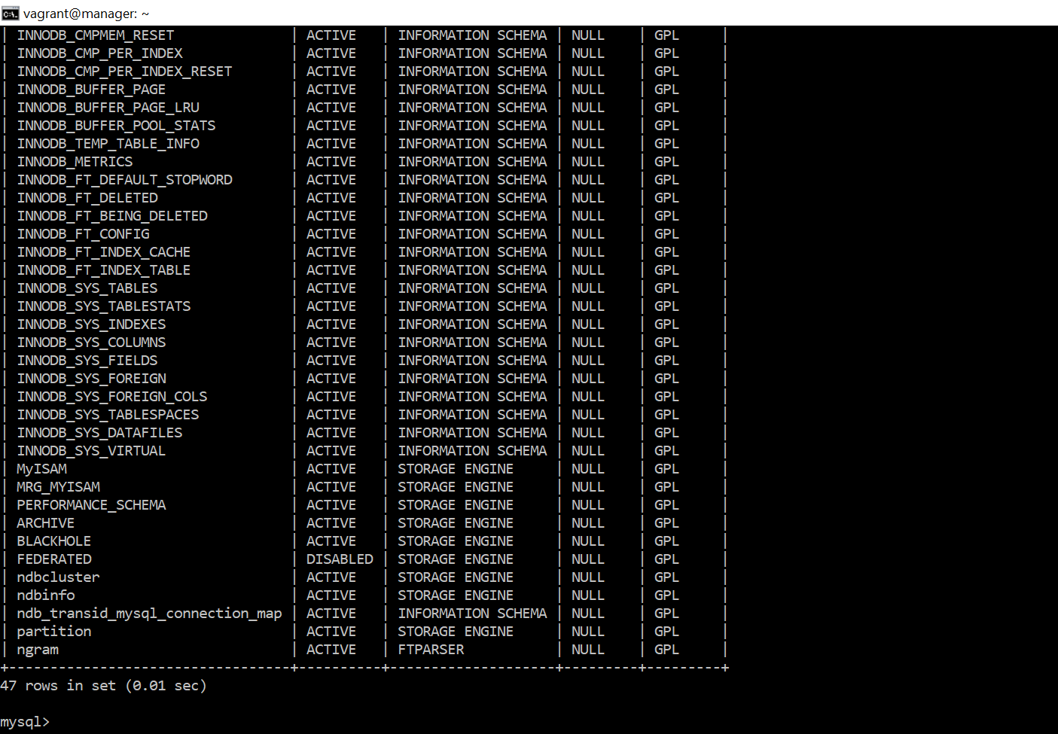 vagrant@manager: ~
| INNODB_CMPMEM_RESET             | ACTIVE   | INFORMATION SCHEMA | NULL    | GPL     |
| INNODB_CMP_PER_INDEX            | ACTIVE   | INFORMATION SCHEMA | NULL    | GPL     |
| INNODB_CMP_PER_INDEX_RESET      | ACTIVE   | INFORMATION SCHEMA | NULL    | GPL     |
| INNODB_BUFFER_PAGE              | ACTIVE   | INFORMATION SCHEMA | NULL    | GPL     |
| INNODB_BUFFER_PAGE_LRU          | ACTIVE   | INFORMATION SCHEMA | NULL    | GPL     |
| INNODB_BUFFER_POOL_STATS        | ACTIVE   | INFORMATION SCHEMA | NULL    | GPL     |
| INNODB_TEMP_TABLE_INFO          | ACTIVE   | INFORMATION SCHEMA | NULL    | GPL     |
| INNODB_METRICS                  | ACTIVE   | INFORMATION SCHEMA | NULL    | GPL     |
| INNODB_FT_DEFAULT_STOPWORD      | ACTIVE   | INFORMATION SCHEMA | NULL    | GPL     |
| INNODB_FT_DELETED               | ACTIVE   | INFORMATION SCHEMA | NULL    | GPL     |
| INNODB_FT_BEING_DELETED         | ACTIVE   | INFORMATION SCHEMA | NULL    | GPL     |
| INNODB_FT_CONFIG                | ACTIVE   | INFORMATION SCHEMA | NULL    | GPL     |
| INNODB_FT_INDEX_CACHE           | ACTIVE   | INFORMATION SCHEMA | NULL    | GPL     |
| INNODB_FT_INDEX_TABLE           | ACTIVE   | INFORMATION SCHEMA | NULL    | GPL     |
| INNODB_SYS_TABLES               | ACTIVE   | INFORMATION SCHEMA | NULL    | GPL     |
| INNODB_SYS_TABLESTATS           | ACTIVE   | INFORMATION SCHEMA | NULL    | GPL     |
| INNODB_SYS_INDEXES              | ACTIVE   | INFORMATION SCHEMA | NULL    | GPL     |
| INNODB_SYS_COLUMNS              | ACTIVE   | INFORMATION SCHEMA | NULL    | GPL     |
| INNODB_SYS_FIELDS               | ACTIVE   | INFORMATION SCHEMA | NULL    | GPL     |
| INNODB_SYS_FOREIGN              | ACTIVE   | INFORMATION SCHEMA | NULL    | GPL     |
| INNODB_SYS_FOREIGN_COLS         | ACTIVE   | INFORMATION SCHEMA | NULL    | GPL     |
| INNODB_SYS_TABLESPACES          | ACTIVE   | INFORMATION SCHEMA | NULL    | GPL     |
| INNODB_SYS_DATAFILES            | ACTIVE   | INFORMATION SCHEMA | NULL    | GPL     |
| INNODB_SYS_VIRTUAL              | ACTIVE   | INFORMATION SCHEMA | NULL    | GPL     |
| MyISAM                          | ACTIVE   | STORAGE ENGINE     | NULL    | GPL     |
| MRG_MYISAM                      | ACTIVE   | STORAGE ENGINE     | NULL    | GPL     |
| PERFORMANCE_SCHEMA              | ACTIVE   | STORAGE ENGINE     | NULL    | GPL     |
| ARCHIVE                         | ACTIVE   | STORAGE ENGINE     | NULL    | GPL     |
| BLACKHOLE                       | ACTIVE   | STORAGE ENGINE     | NULL    | GPL     |
| FEDERATED                       | DISABLED | STORAGE ENGINE     | NULL    | GPL     |
| ndbcluster                      | ACTIVE   | STORAGE ENGINE     | NULL    | GPL     |
| ndbinfo                         | ACTIVE   | STORAGE ENGINE     | NULL    | GPL     |
| ndb_transid_mysql_connection_map | ACTIVE   | INFORMATION SCHEMA | NULL    | GPL     |
| partition                       | ACTIVE   | STORAGE ENGINE     | NULL    | GPL     |
| ngram                           | ACTIVE   | FTPARSER           | NULL    | GPL     |
+----------------------------------+----------+--------------------+---------+---------+
47 rows in set (0.01 sec)
mysql>